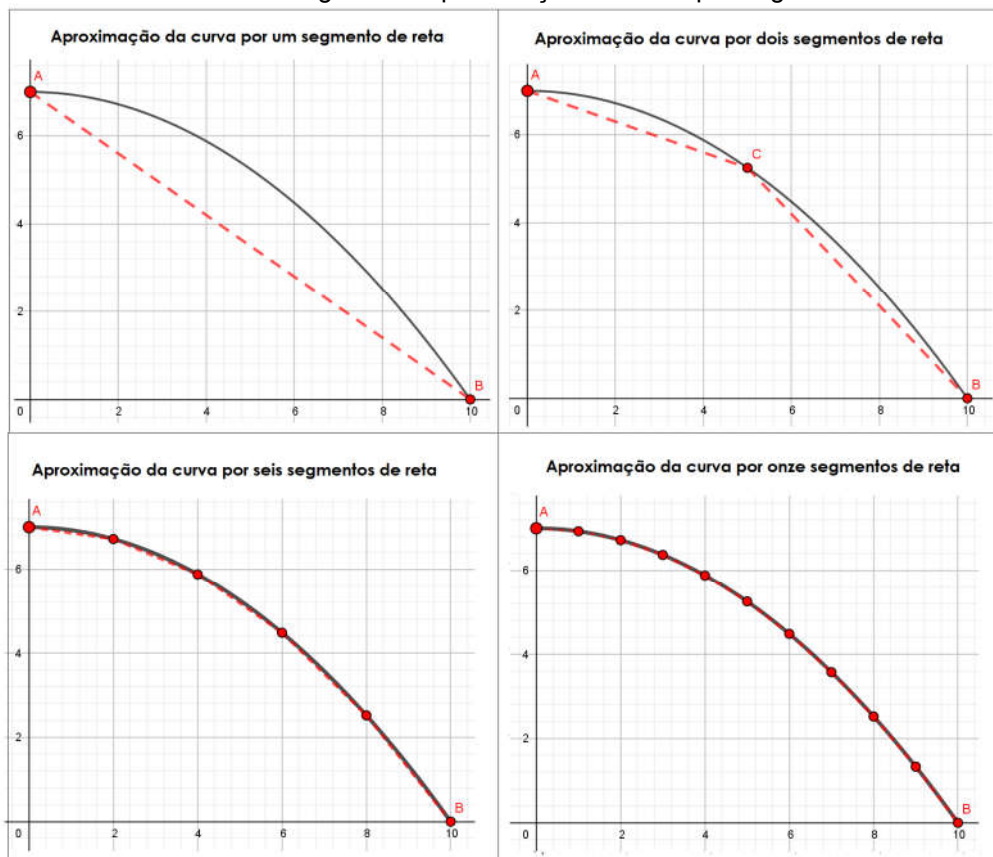 Aproximação da curva por um segmento de reta
A
6
4
2
0 2 4 6 8 10
B
Aproximação da curva por dois segmentos de reta
A
C
6
4
2
0 2 4 6 8 10
B
Aproximação da curva por seis segmentos de reta
A
6
4
2
0 2 4 6 8 10
B
Aproximação da curva por onze segmentos de reta
A
6
4
2
0 2 4 6 8 10
B